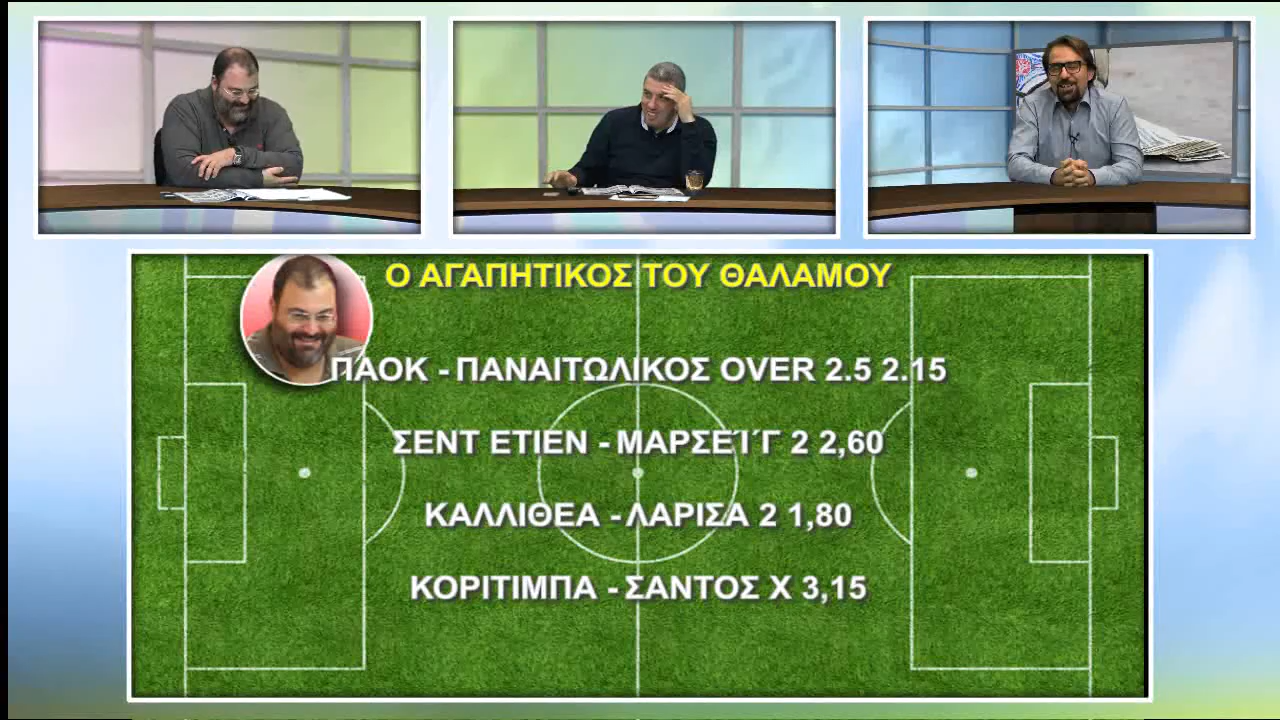 Ο ΑΓΑΠΗΤΙΚΟΣ ΤΟΥ ΘΑΛΑΜΟΥ
ΠΑΟΚ - ΠΑΝΑΙΤΩΛΙΚΟΣ OVER 2.5 2.15
ΣΕΝΤ ΕΤΙΕΝ - ΜΑΡΣΕΊ΄Γ 2 2,60
ΚΑΛΛΙΘΕΑ - ΛΑΡΙΣΑ 2 1,80
ΚΟΡΙΤΙΜΠΑ - ΣΑΝΤΟΣ Χ 3,15